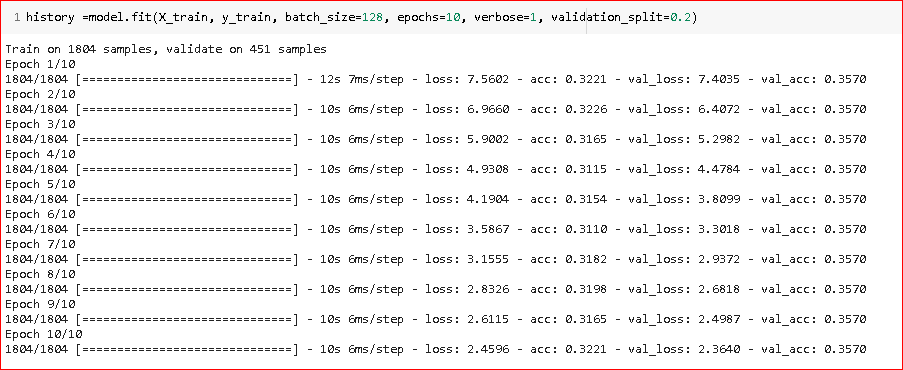 1 history =model.fit(X_train, y_train, batch_size=128, epochs=10, verbose=1, validation_split=0.2)
Train on 1804 samples, validate on 451 samples
Epoch 1/10
1804/1804 [==============================] - 12s 7ms/step - loss: 7.5602 - acc: 0.3221 - val_loss: 7.4035 - val_acc: 0.3570
Epoch 2/10
1804/1804 [==============================] - 10s 6ms/step - loss: 6.9660 - acc: 0.3226 - val_loss: 6.4072 - val_acc: 0.3570
Epoch 3/10
1804/1804 [==============================] - 10s 6ms/step - loss: 5.9002 - acc: 0.3165 - val_loss: 5.2982 - val_acc: 0.3570
Epoch 4/10
1804/1804 [==============================] - 10s 6ms/step - loss: 4.9308 - acc: 0.3115 - val_loss: 4.4784 - val_acc: 0.3570
Epoch 5/10
1804/1804 [==============================] - 10s 6ms/step - loss: 4.1904 - acc: 0.3154 - val_loss: 3.8099 - val_acc: 0.3570
Epoch 6/10
1804/1804 [==============================] - 10s 6ms/step - loss: 3.5867 - acc: 0.3110 - val_loss: 3.3018 - val_acc: 0.3570
Epoch 7/10
1804/1804 [==============================] - 10s 6ms/step - loss: 3.1555 - acc: 0.3182 - val_loss: 2.9372 - val_acc: 0.3570
Epoch 8/10
1804/1804 [==============================] - 10s 6ms/step - loss: 2.8326 - acc: 0.3198 - val_loss: 2.6818 - val_acc: 0.3570
Epoch 9/10
1804/1804 [==============================] - 10s 6ms/step - loss: 2.6115 - acc: 0.3165 - val_loss: 2.4987 - val_acc: 0.3570
Epoch 10/10
1804/1804 [==============================] - 10s 6ms/step - loss: 2.4596 - acc: 0.3221 - val_loss: 2.3640 - val_acc: 0.3570